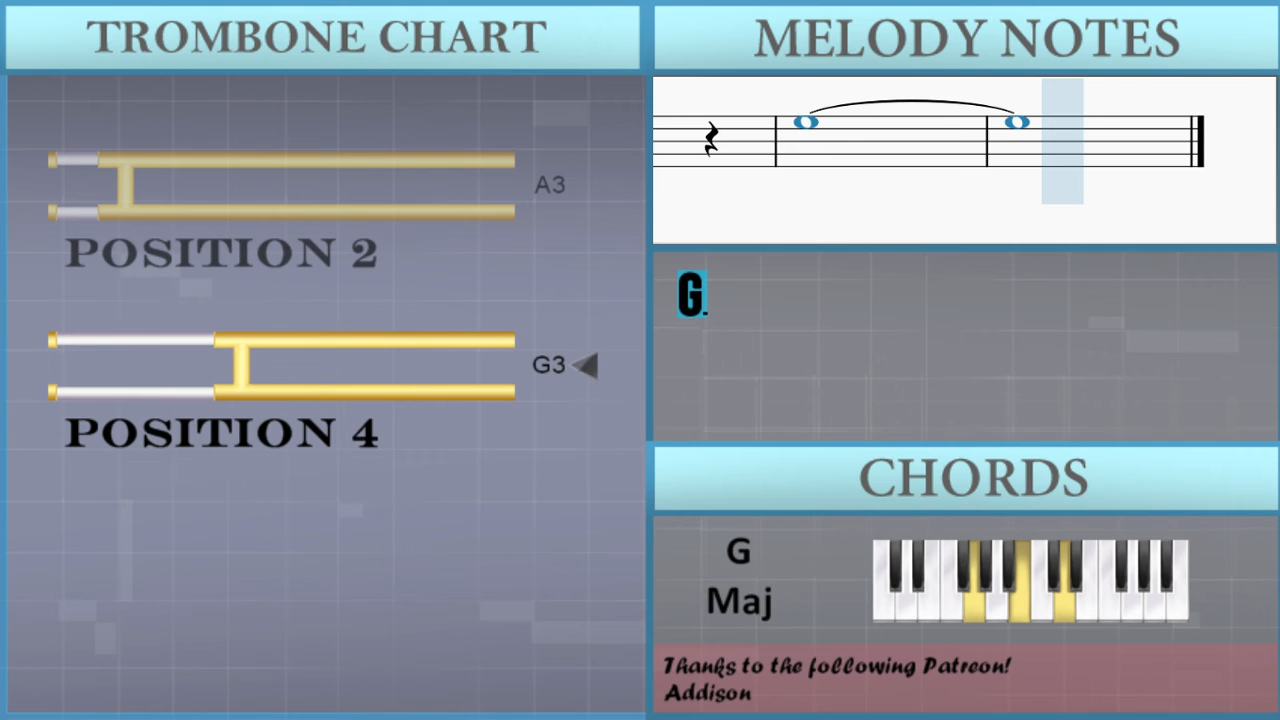 TROMBONE CHART
A3
POSITION 2
G3
POSITION 4
MELODY NOTES
G.
CHORDS
G
Maj
Thanks to the following Patreon!
Addison